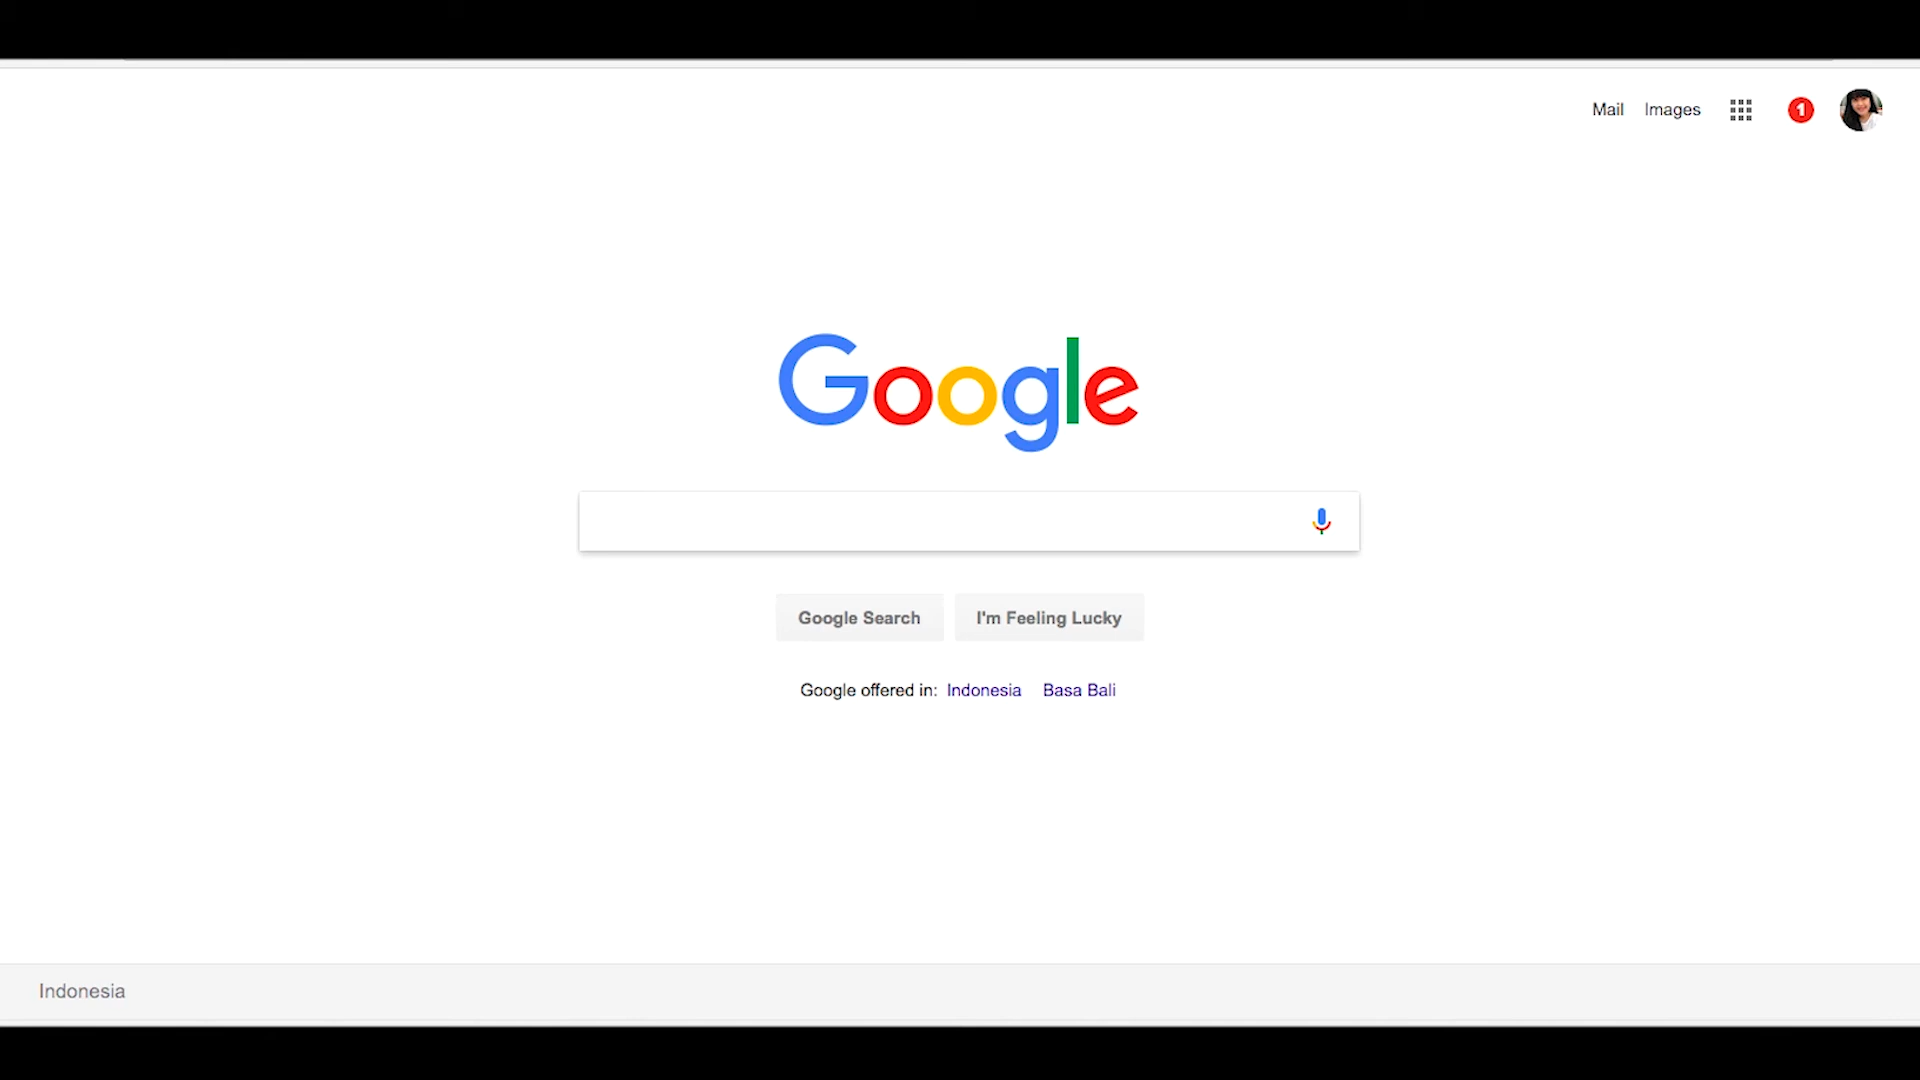 Mail Images 1
Google
Google Search I'm Feeling Lucky
Google offered in: Indonesia Basa Bali
Indonesia